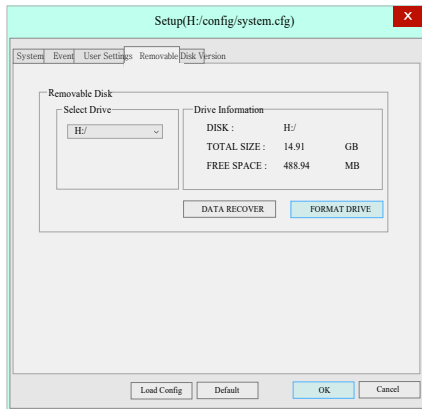 Setup(H:/config/system.cfg)
X
System Event User Settings Removable Disk Version
Removable Disk
Select Drive
H:/
Drive Information
DISK : H:/
TOTAL SIZE : 14.91 GB
FREE SPACE : 488.94 MB
DATA RECOVER FORMAT DRIVE
Load Config Default OK Cancel